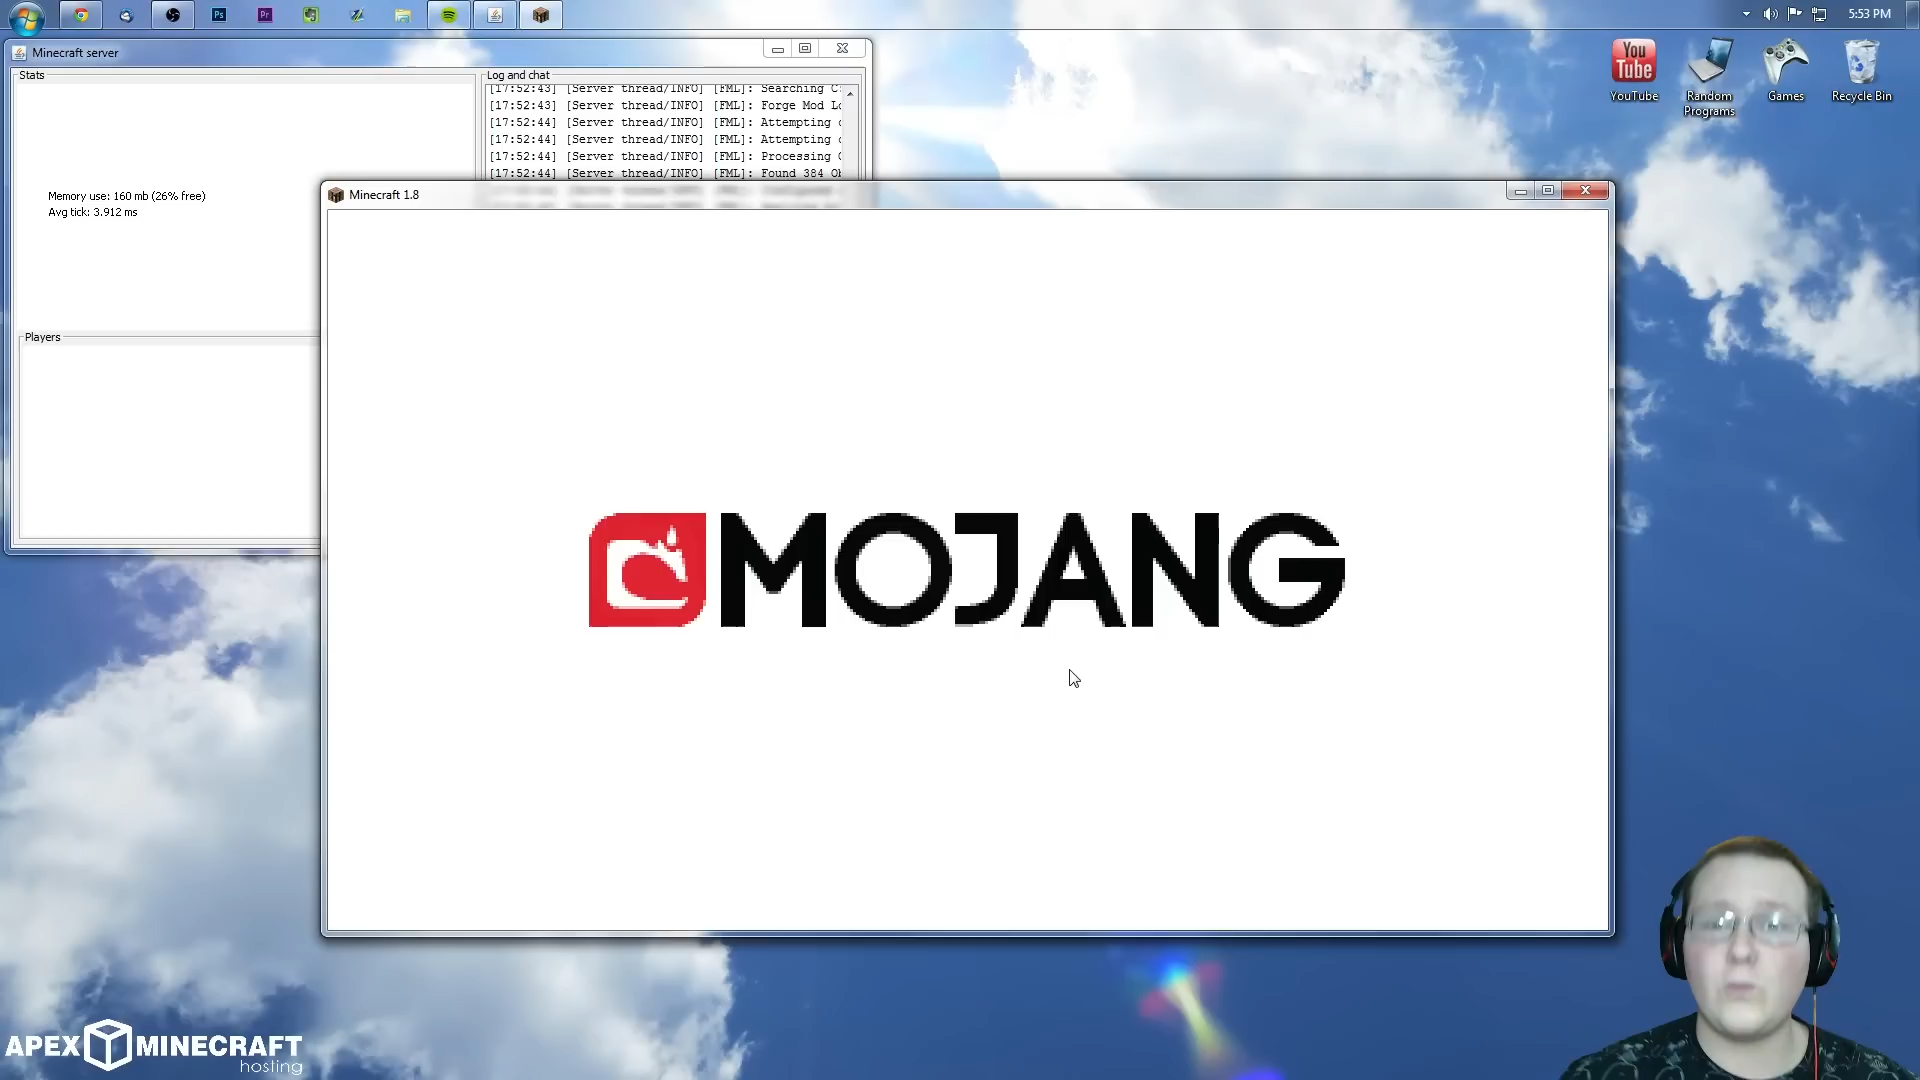 5:53 PM
Minecraft server
Stats
Log and chat
Memory use: 160 mb (26% free)
Avg tick: 3.912 ms
[17:52:43] [Server thread/INFO] [FML]: Searching
[17:52:43] [Server thread/INFO] [FML]: Forge Mod
[17:52:44] [Server thread/INFO] [FML]: Attempting
[17:52:44] [Server thread/INFO] [FML]: Attempting
[17:52:44] [Server thread/INFO] [FML]: Processing
[17:52:44] [Server thread/INFO] [FML]: Found 384
Players
You
Tube
YouTube
Random
Programs
Games
Recycle Bin
Minecraft 1.8
MOJANG
Ps
Pr
APEX MINECRAFT
hosting